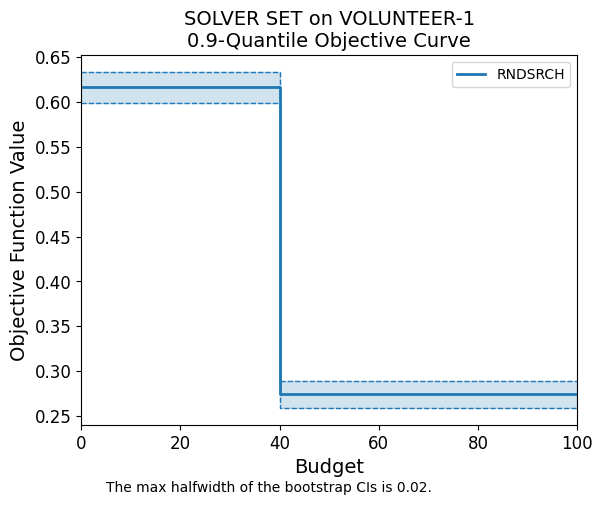 SOLVER SET on VOLUNTEER-1
0.9-Quantile Objective Curve
RNDSRCH
Objective Function Value
0.65
0.60
0.55
0.50
0.45
0.40
0.35
0.30
0.25
0 20 40 60 80 100
Budget
The max halfwidth of the bootstrap CIs is 0.02.